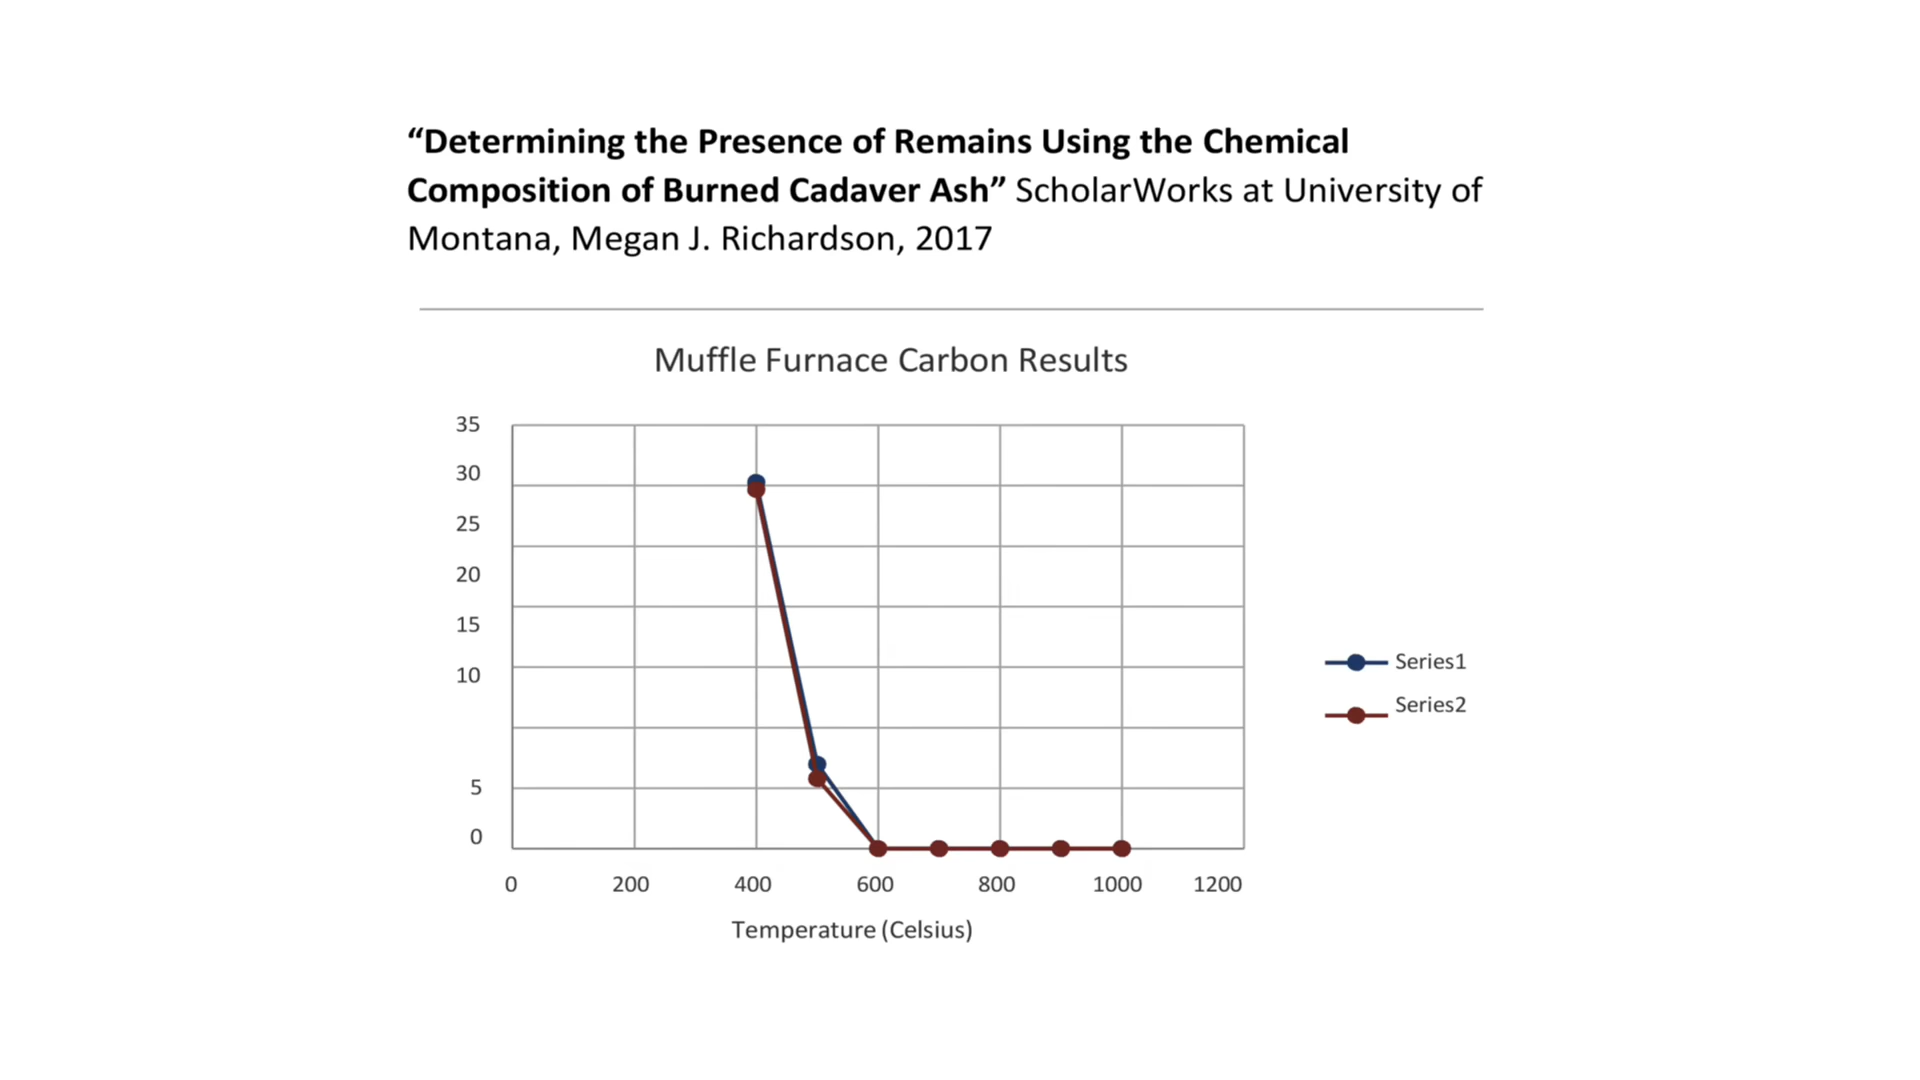 “Determining the Presence of Remains Using the Chemical
Composition of Burned Cadaver Ash” ScholarWorks at University of
Montana, Megan J. Richardson, 2017
Muffle Furnace Carbon Results
35
30
25
20
15
10
5
0
0 200 400 600 800 1000 1200
Temperature (Celsius)
Series1
Series2